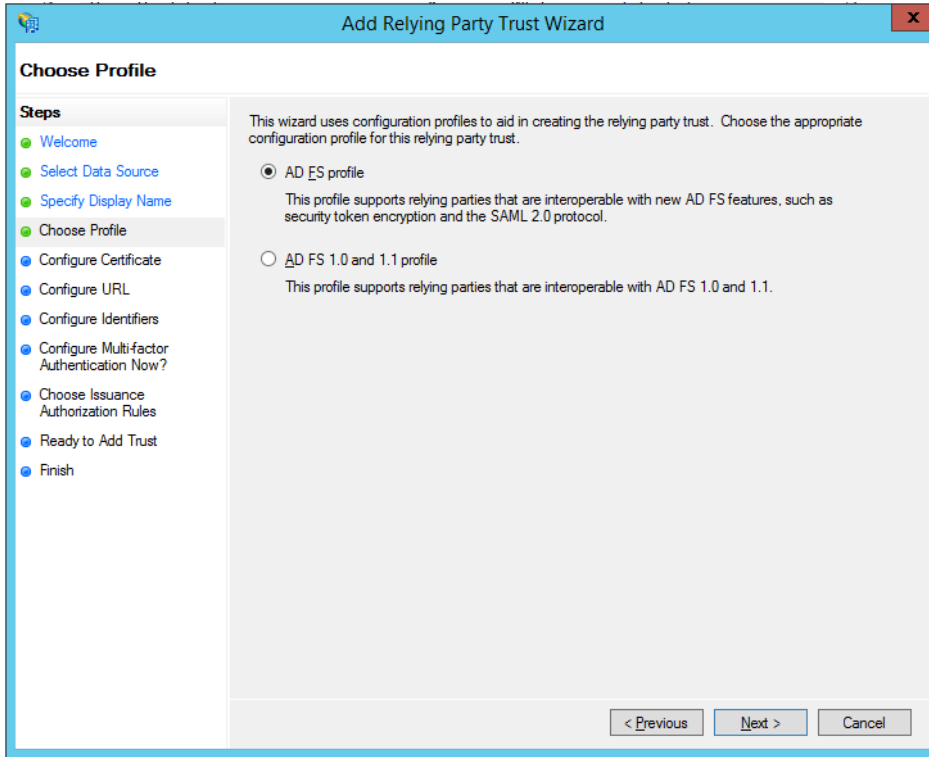 Add Relying Party Trust Wizard
x
Choose Profile
Steps
Welcome
Select Data Source
Specify Display Name
Choose Profile
Configure Certificate
Configure URL
Configure Identifiers
Configure Multi-factor
Authentication Now?
Choose Issuance
Authorization Rules
Ready to Add Trust
Finish
This wizard uses configuration profiles to aid in creating the relying party trust. Choose the appropriate
configuration profile for this relying party trust.
AD FS profile
This profile supports relying parties that are interoperable with new AD FS features, such as
security token encryption and the SAML 2.0 protocol.
AD FS 1.0 and 1.1 profile
This profile supports relying parties that are interoperable with AD FS 1.0 and 1.1.
< Previous
Next >
Cancel